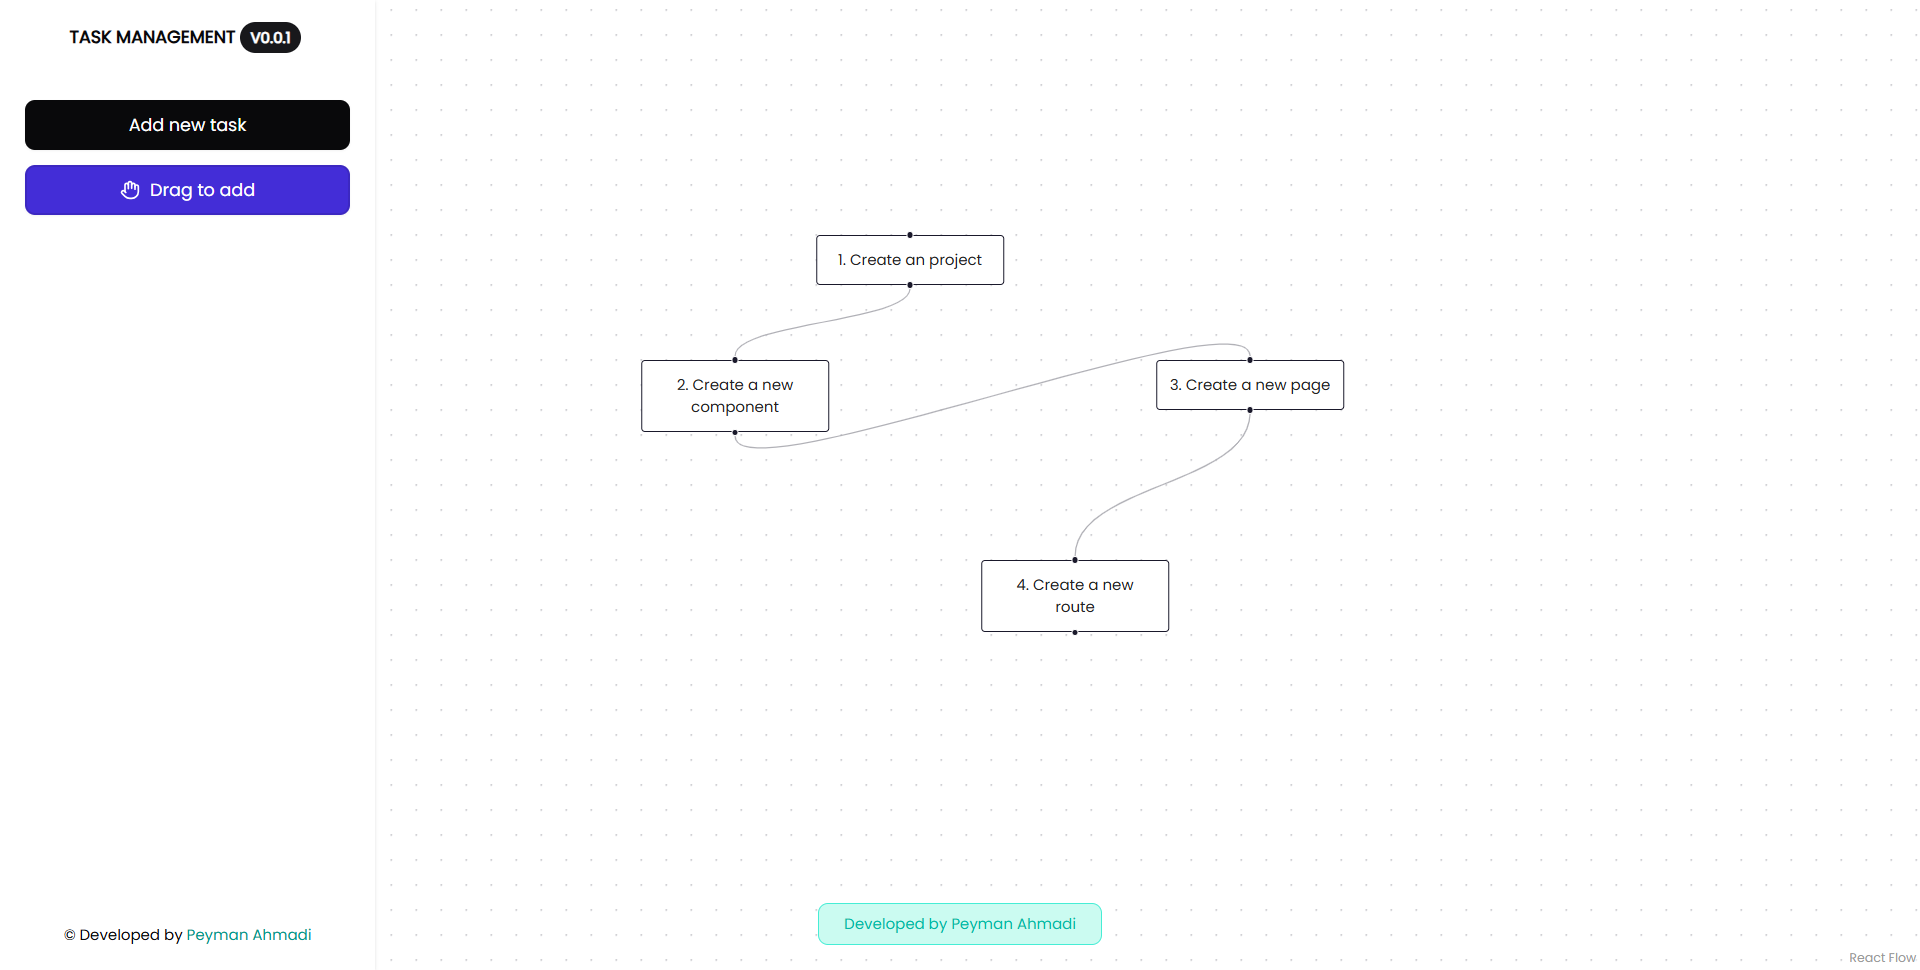 TASK MANAGEMENT V0.0.1
Add new task
Drag to add
1. Create an project
2. Create a new
component
3. Create a new page
4. Create a new
route
© Developed by Peyman Ahmadi
Developed by Peyman Ahmadi
React Flow